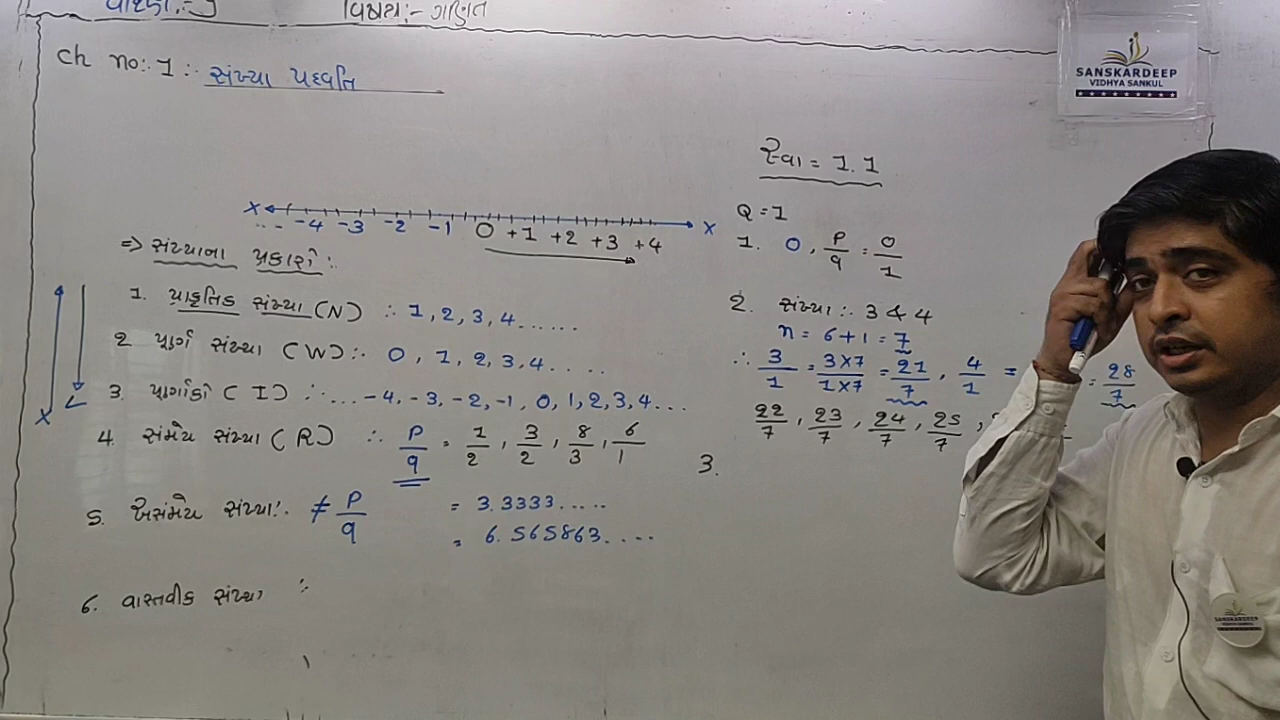 વિષય:- ગણિત
Ch no:- 1 :- સંખ્યા પદ્ધતિ
SANSKARDEEP
VIDHYA SANKUL
X ... -4 -3 -2 -1 0 +1 +2 +3 +4 X
=> સંખ્યાના પ્રકારો :
1. પ્રાકૃતિક સંખ્યા (N) :- 1, 2, 3, 4......
2 પૂર્ણ સંખ્યા (W) :- 0, 1, 2, 3, 4.....
3. પૂર્ણાંકો (I) :- ...-4, -3, -2, -1, 0, 1, 2, 3, 4...
4. સંમેય સંખ્યા (R) :- p/q = 1/2, 3/2, 8/3, 6/1
5. અસંમેય સંખ્યા:- ≠ p/q = 3.3333.....
= 6.565863....
6. વાસ્તવીક સંખ્યા :-
X
સ્વા = 1.1
Q = 1
1. 0, p/q = 0/1
2. સંખ્યા :- 3 & 4
n = 6 + 1 = 7
∴ 3/1 = 3×7/1×7 = 21/7, 4/1 = = 28/7
22/7, 23/7, 24/7, 25/7,
3.
SANSKARDEEP
VIDHYA SANKUL